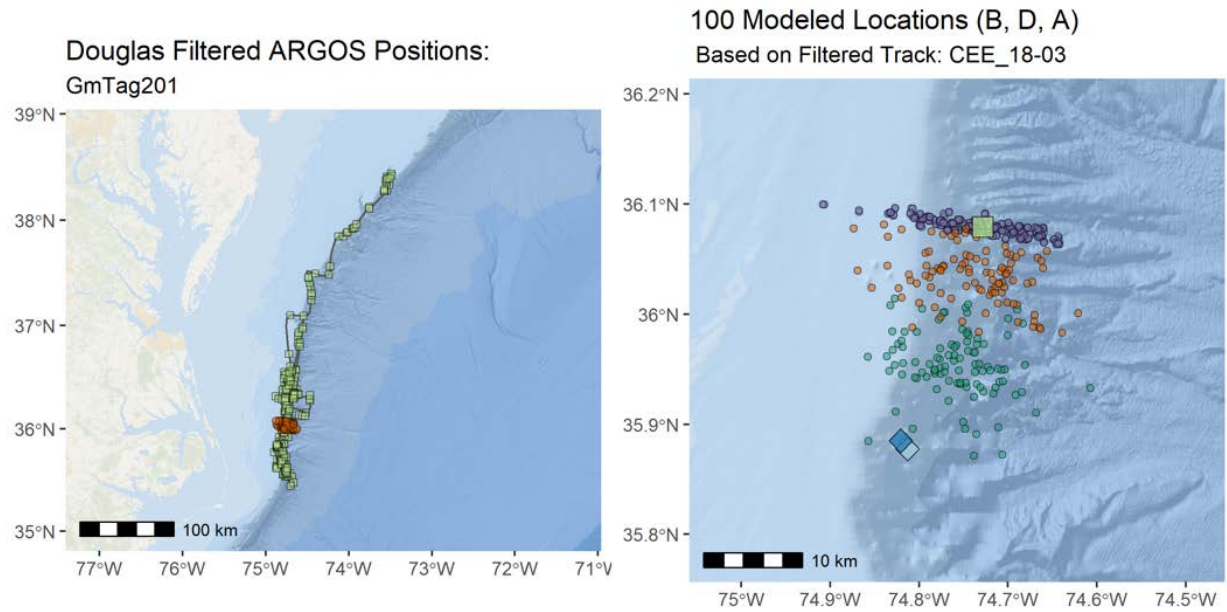 Douglas Filtered ARGOS Positions:
GmTag201
39°N
38°N
37°N
36°N
35°N
100 km
77°W
76°W
75°W
74°W
73°W
72°W
71°W
100 Modeled Locations (B, D, A)
Based on Filtered Track: CEE_18-03
36.2°N
36.1°N
36°N
35.9°N
35.8°N
10 km
75°W
74.9°W
74.8°W
74.7°W
74.6°W
74.5°W